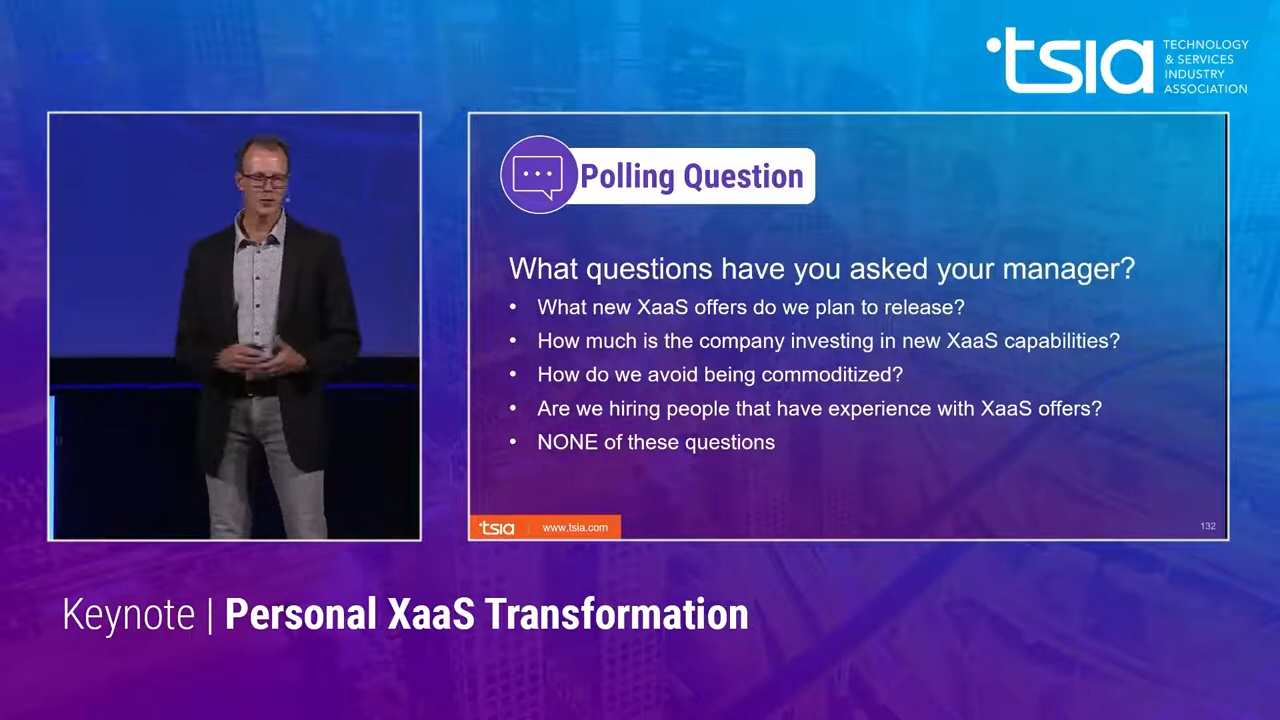 tsia
TECHNOLOGY
& SERVICES
INDUSTRY
ASSOCIATION
Polling Question
What questions have you asked your manager?
• What new XaaS offers do we plan to release?
• How much is the company investing in new XaaS capabilities?
• How do we avoid being commoditized?
• Are we hiring people that have experience with XaaS offers?
• NONE of these questions
tsia | www.tsia.com
132
Keynote | Personal XaaS Transformation